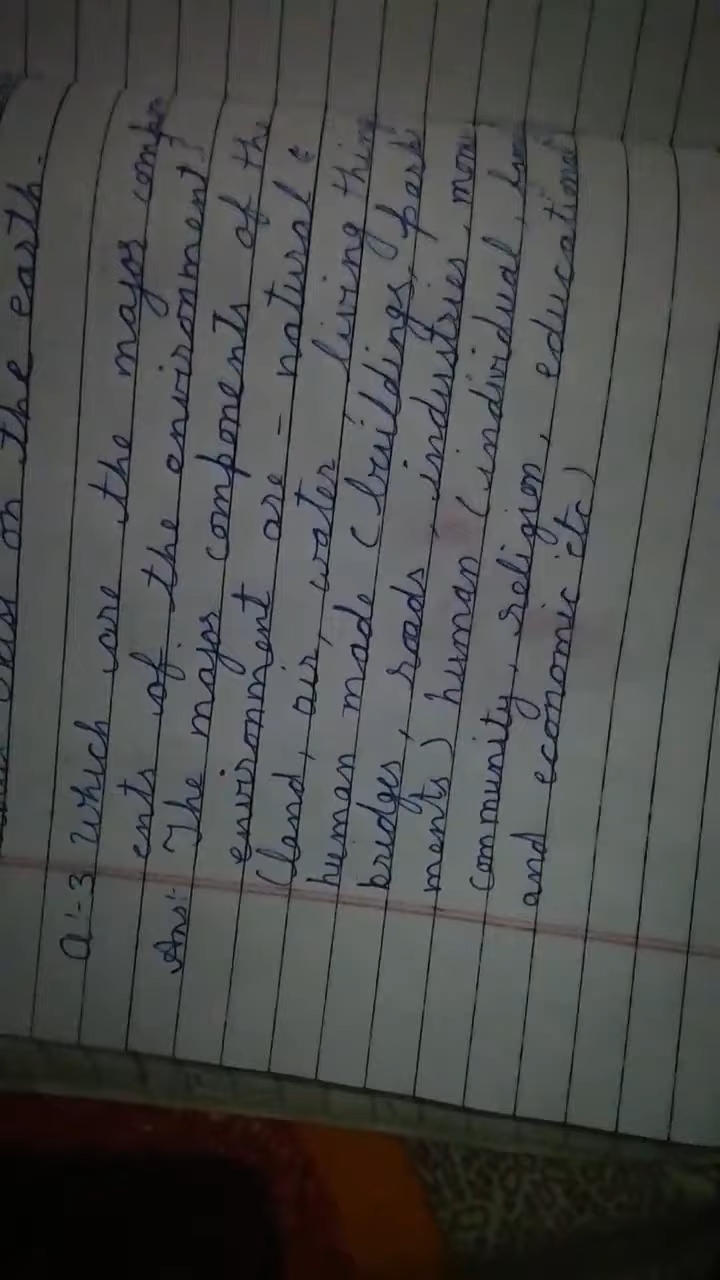 on the earth.
Q:-3 Which are the major compon
ents of the environment?
Ans:- The major components of the
environment are - natural &
(land, air, water, living thing
human made (buildings, park
bridges, roads, industries, monu
ments) human (individual,
community, religion, educational
and economic etc)